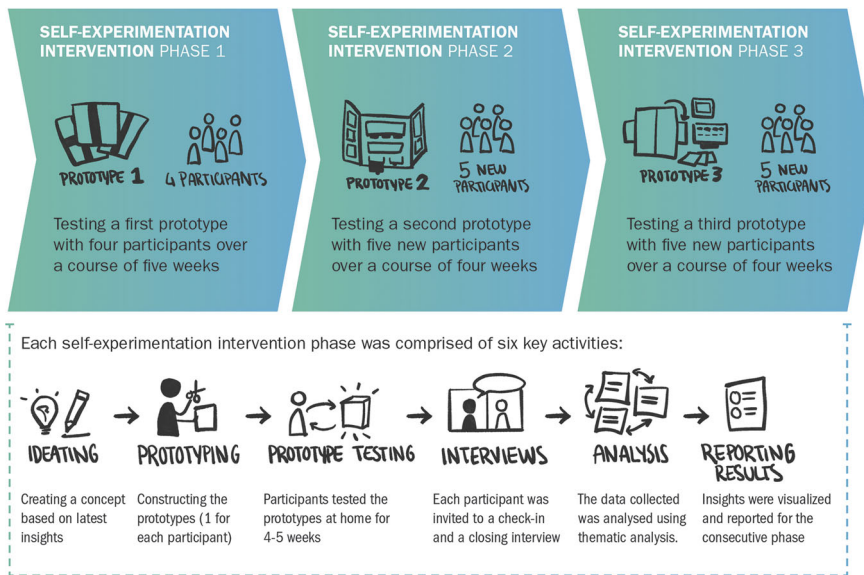 SELF-EXPERIMENTATION
INTERVENTION PHASE 1
PROTOTYPE 1
4 PARTICIPANTS
Testing a first prototype
with four participants over
a course of five weeks
SELF-EXPERIMENTATION
INTERVENTION PHASE 2
PROTOTYPE 2
5 NEW
PARTICIPANTS
Testing a second prototype
with five new participants
over a course of four weeks
SELF-EXPERIMENTATION
INTERVENTION PHASE 3
PROTOTYPE 3
5 NEW
PARTICIPANTS
Testing a third prototype
with five new participants
over a course of four weeks
Each self-experimentation intervention phase was comprised of six key activities:
IDEATING
Creating a concept
based on latest
insights
PROTOTYPING
Constructing the
prototypes (1 for
each participant)
PROTOTYPE TESTING
Participants tested the
prototypes at home for
4-5 weeks
INTERVIEWS
Each participant was
invited to a check-in
and a closing interview
ANALYSIS
The data collected
was analysed using
thematic analysis.
REPORTING
RESULTS
Insights were visualized
and reported for the
consecutive phase